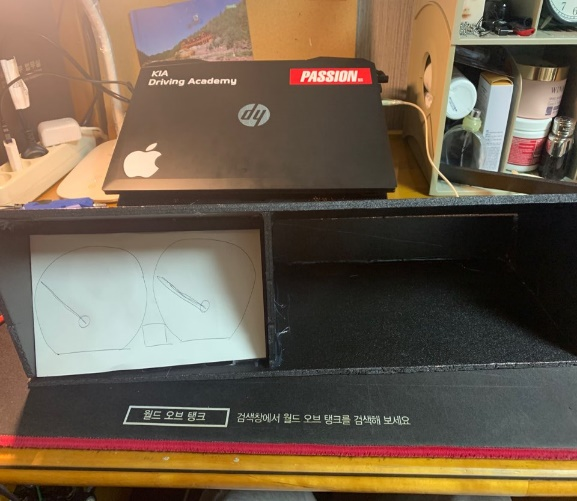 KIA
Driving Academy
PASSION
hp
월드 오브 탱크
검색창에서 월드 오브 탱크를 검색해 보세요